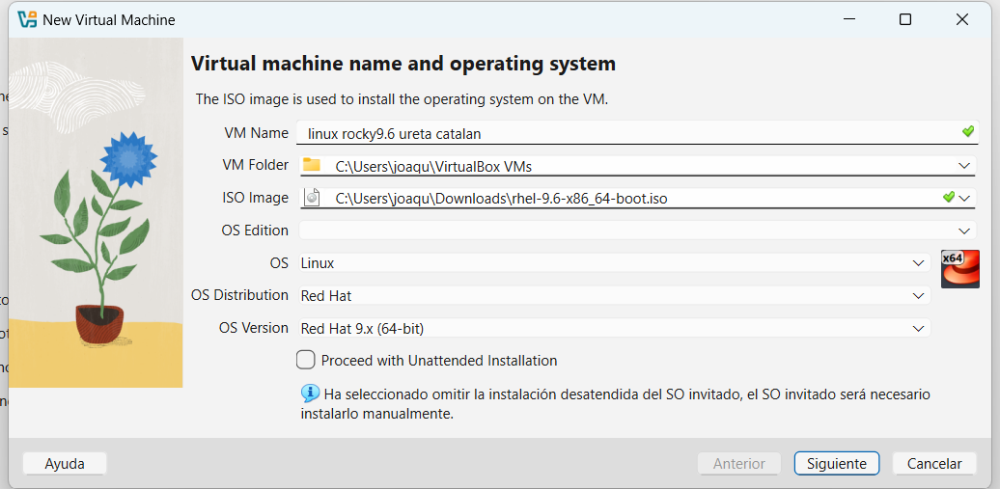 New Virtual Machine
Virtual machine name and operating system
The ISO image is used to install the operating system on the VM.
VM Name linux rocky9.6 ureta catalan
VM Folder C:\Users\joaqu\VirtualBox VMs
ISO Image C:\Users\joaqu\Downloads\rhel-9.6-x86_64-boot.iso
OS Edition
OS Linux
x64
OS Distribution Red Hat
OS Version Red Hat 9.x (64-bit)
Proceed with Unattended Installation
Ha seleccionado omitir la instalación desatendida del SO invitado, el SO invitado será necesario
instalarlo manualmente.
Ayuda Anterior Siguiente Cancelar